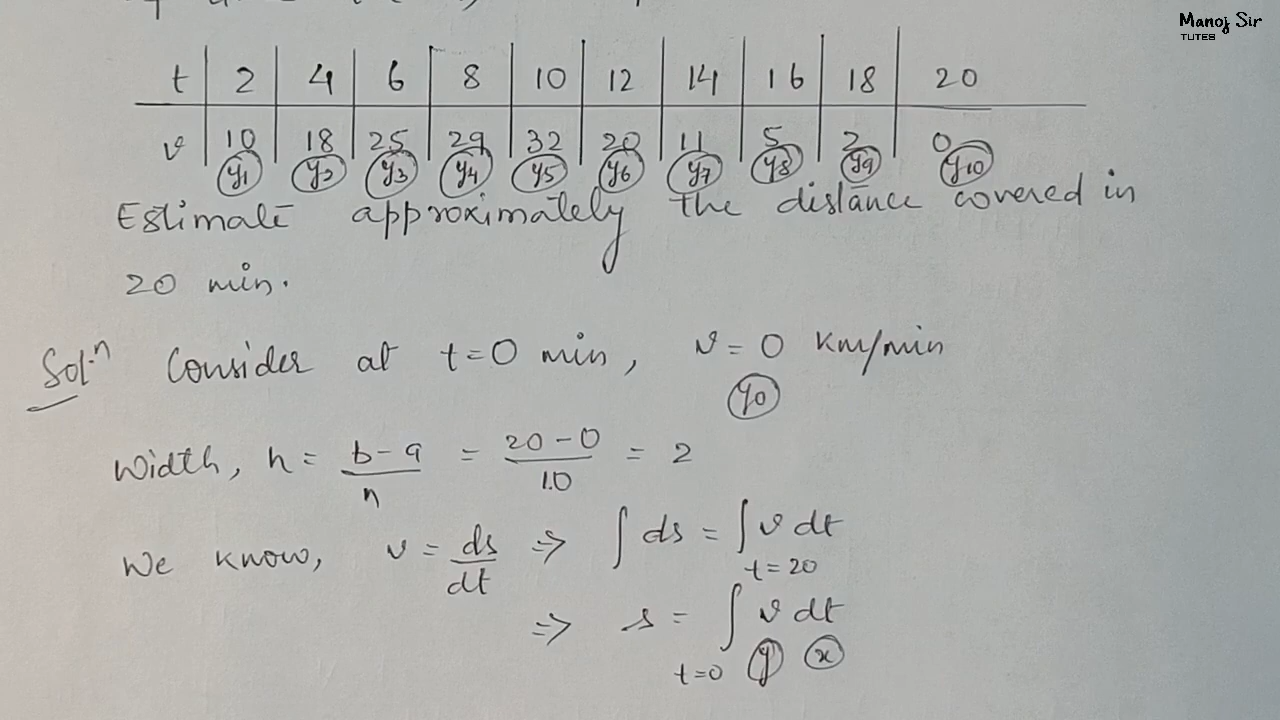 Manoj Sir
TUTES
t 2 4 6 8 10 12 14 16 18 20
v 10 18 25 29 32 20 11 5 2 0
y1 y2 y3 y4 y5 y6 y7 y8 y9 y10
Estimate approximately the distance covered in
20 min.
Sol.n Consider at t=0 min, v=0 km/min
y0
Width, h = b-a/n = 20-0/10 = 2
We know, v = ds/dt ⇒ ∫ds = ∫v dt
t=20
⇒ s = ∫v dt
t=0 y x